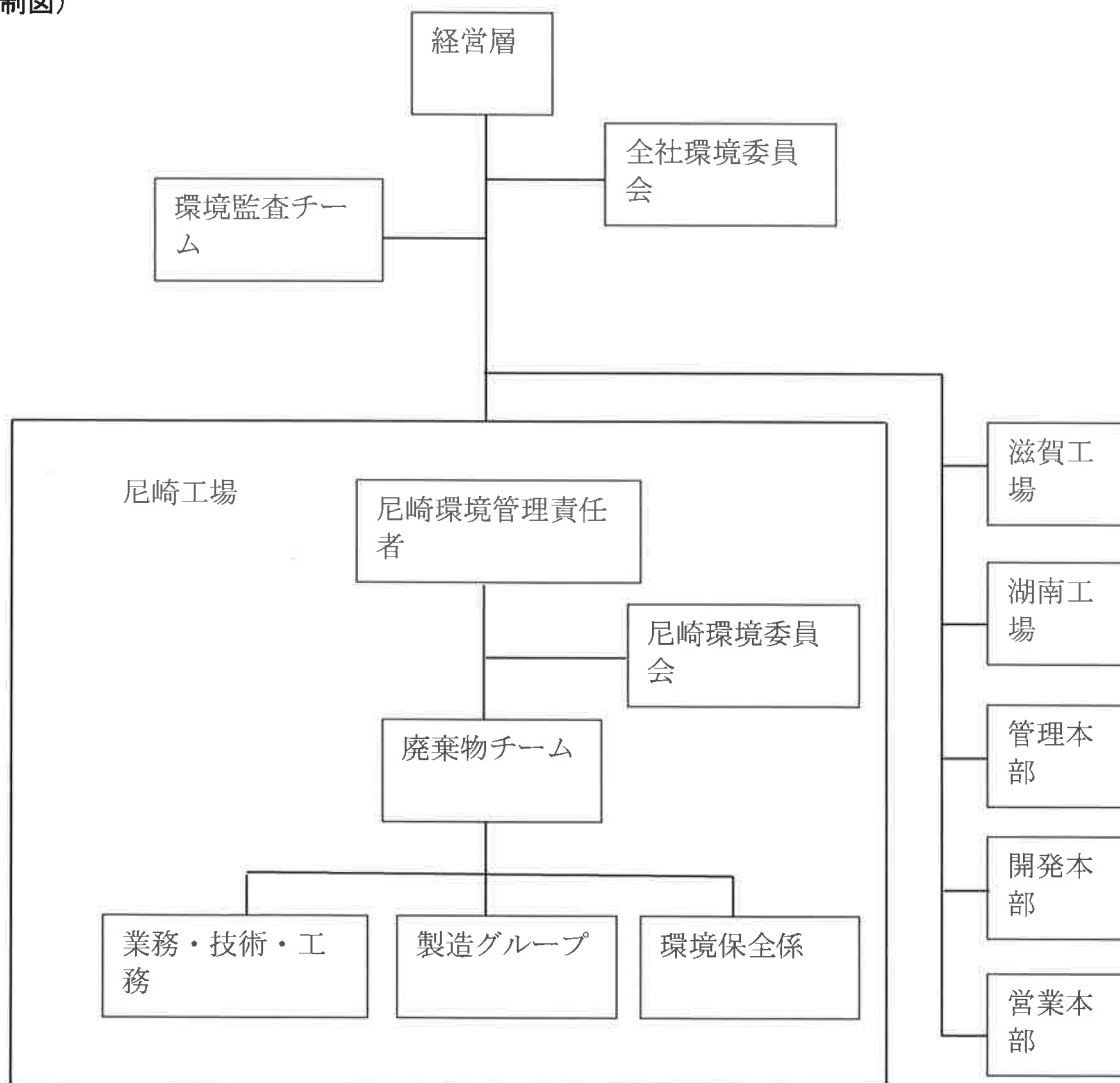 制図）
経営層
全社環境委員
会
環境監査チー
ム
尼崎工場
尼崎環境管理責任
者
尼崎環境委員
会
廃棄物チーム
業務・技術・工
務
製造グループ
環境保全係
滋賀工
場
湖南工
場
管理本
部
開発本
部
営業本
部